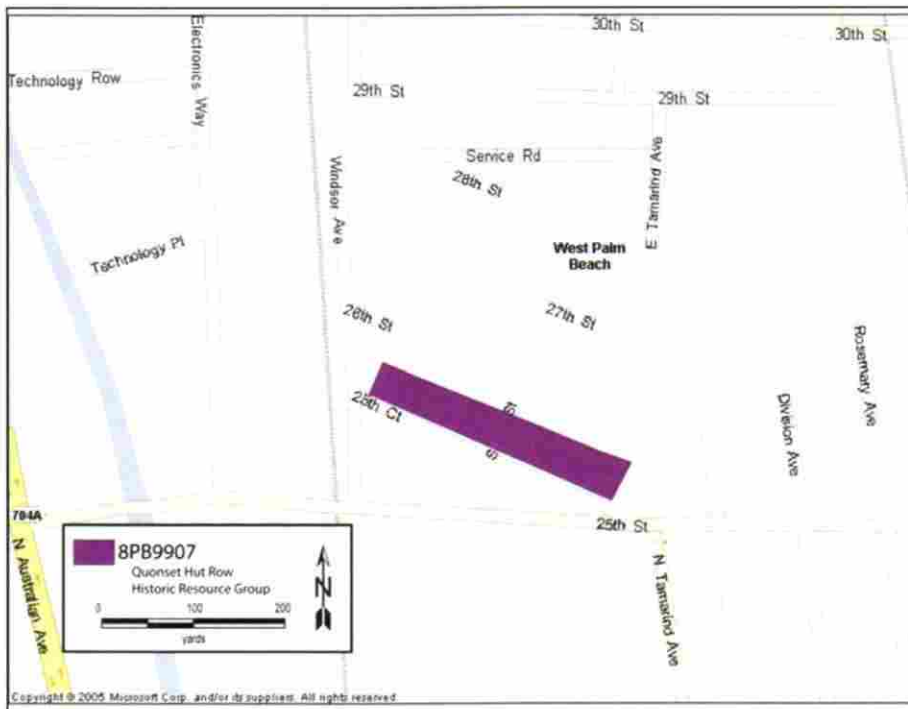 30th St
30th St
Electronics Way
Technology Row
29th St
29th St
Service Rd
28th St
Windsor Ave
E Tamarind Ave
Technology Pl
West Palm
Beach
28th St
27th St
Rosemary Ave
28th Ct
Division Ave
St
S
704A
25th St
8PB9907
Quonset Hut Row
Historic Resource Group
0 100 200
yards
N
N Australian Ave
N Tamarind Ave
Copyright © 2005 Microsoft Corp. and/or its suppliers. All rights reserved.